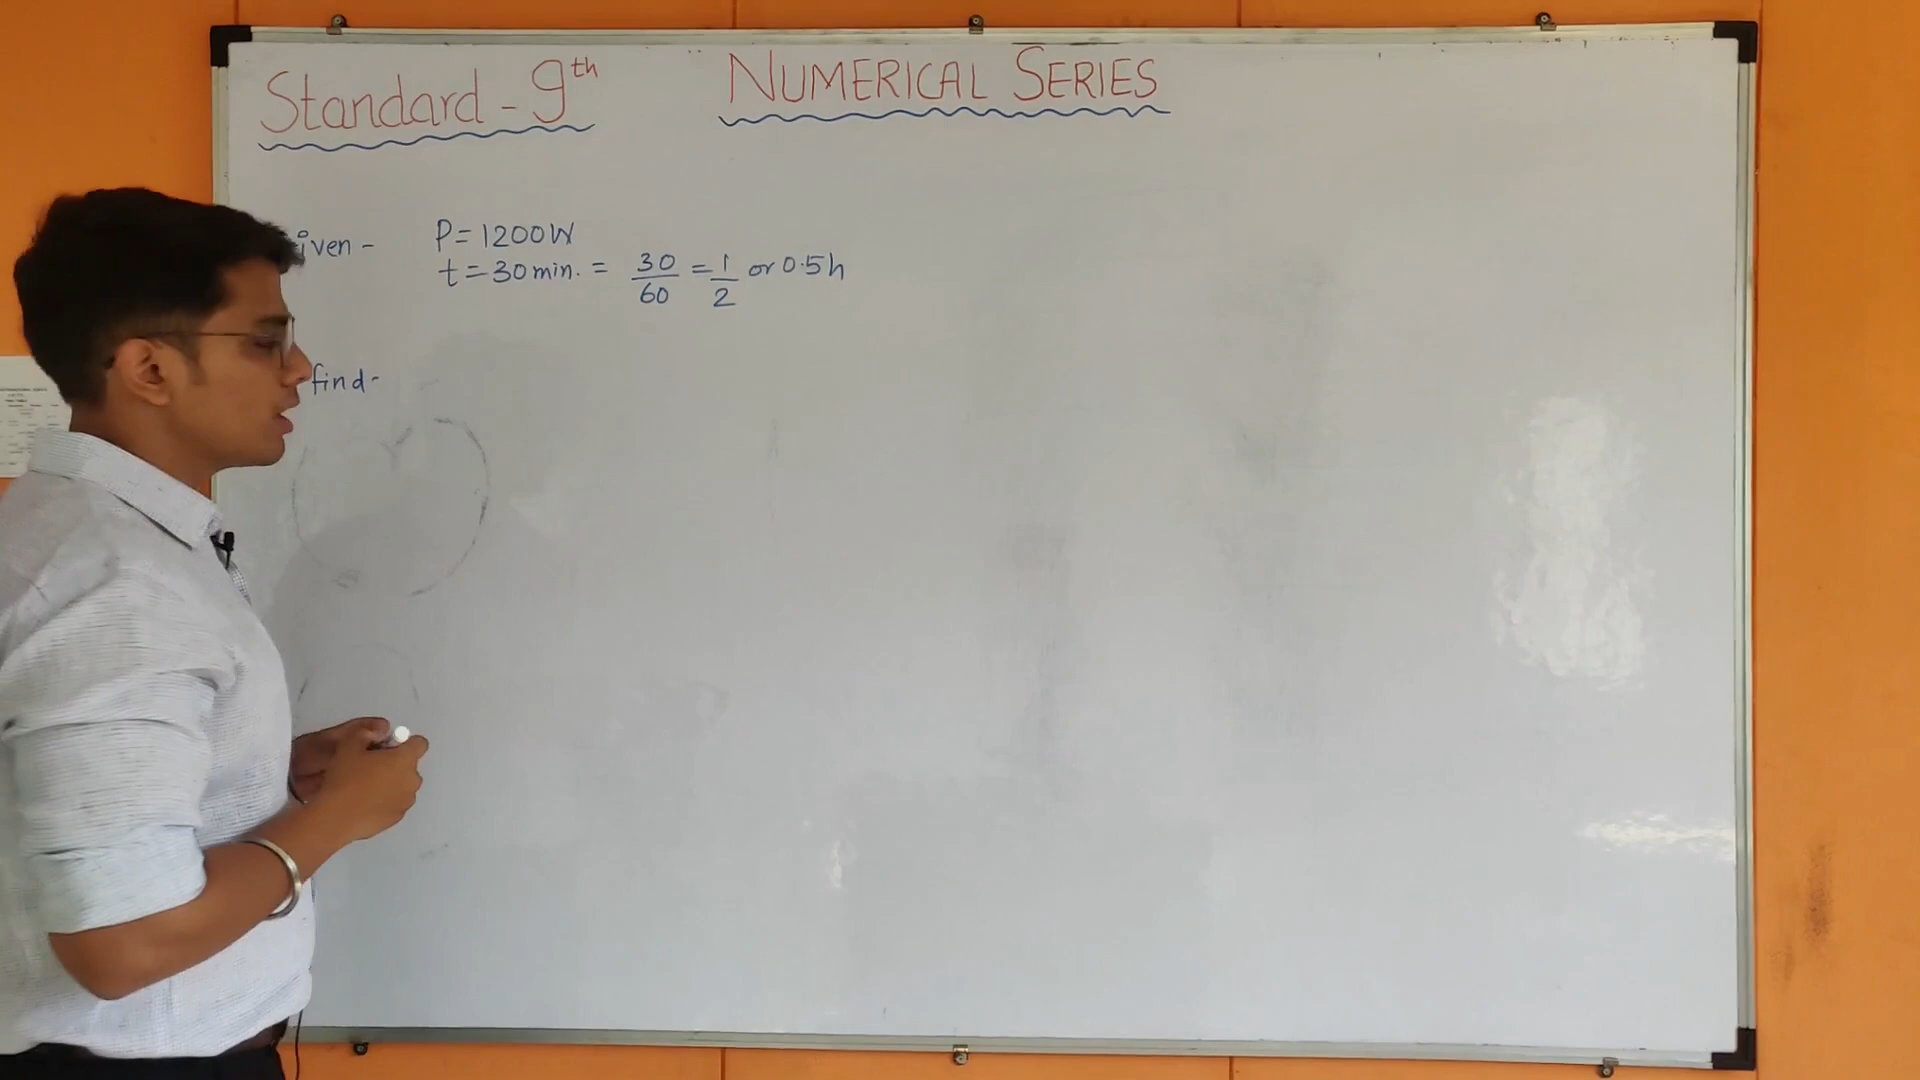 Standard - 9th
NUMERICAL SERIES
iven - P = 1200W
t = 30 min. = 30/60 = 1/2 or 0.5h
find -